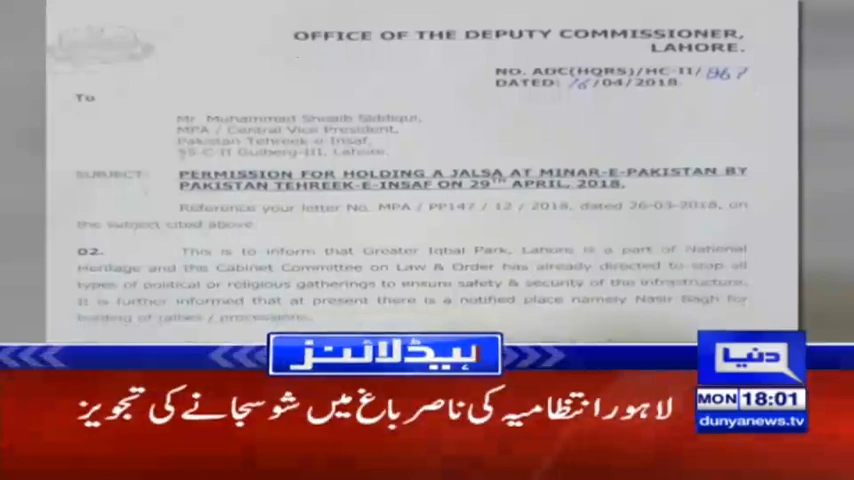 OFFICE OF THE DEPUTY COMMISSIONER,
LAHORE.
NO. ADC(HQRS)/HC-II/867
DATED: 16/04/2018.
To
Mr. Muhammad Shoaib Siddiqui,
MPA / Central Vice President,
Pakistan Tehreek-e-Insaf,
Gulberg-III, Lahore.
SUBJECT: PERMISSION FOR HOLDING A JALSA AT MINAR-E-PAKISTAN BY
PAKISTAN TEHREEK-E-INSAF ON 29TH APRIL, 2018.
Reference your letter No. MPA / PP147 / 12 / 2018, dated 26-03-2018, on
the subject cited above.
02. This is to inform that Greater Iqbal Park, Lahore is a part of National
Heritage and the Cabinet Committee on Law & Order has already directed to stop all
types of political or religious gatherings to ensure safety & security of the infrastructure.
It is further informed that at present there is a notified place namely Nasir Bagh for
holding of rallies / processions.
ہیڈلائنز
دنیا
MON 18:01
dunyanews.tv
لاہور انتظامیہ کی ناصر باغ میں شو سجانے کی تجویز